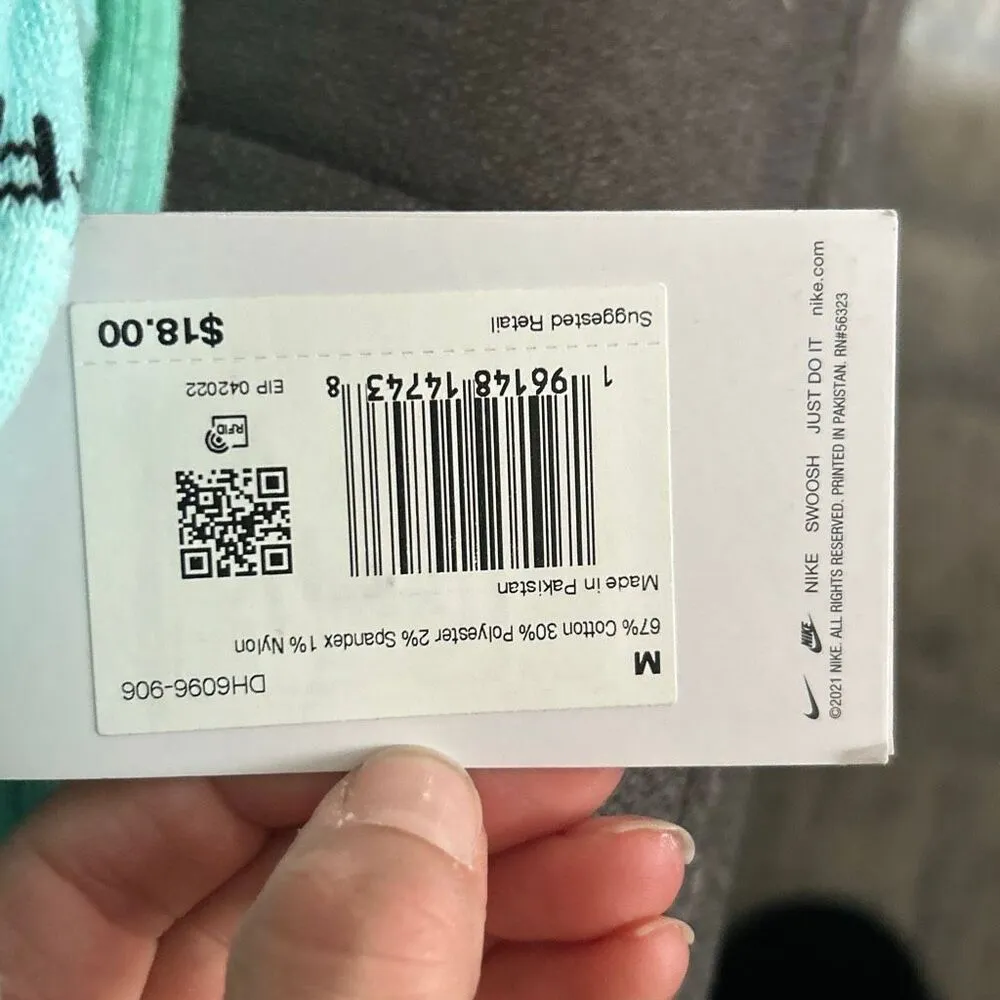 DH6096-906
M
67% Cotton 30% Polyester 2% Spandex 1% Nylon
Made in Pakistan
RFID
EIP 042022
1 96148 14743 8
Suggested Retail $18.00
NIKE NIKE SWOOSH JUST DO IT nike.com
©2021 NIKE. ALL RIGHTS RESERVED. PRINTED IN PAKISTAN. RN#56323